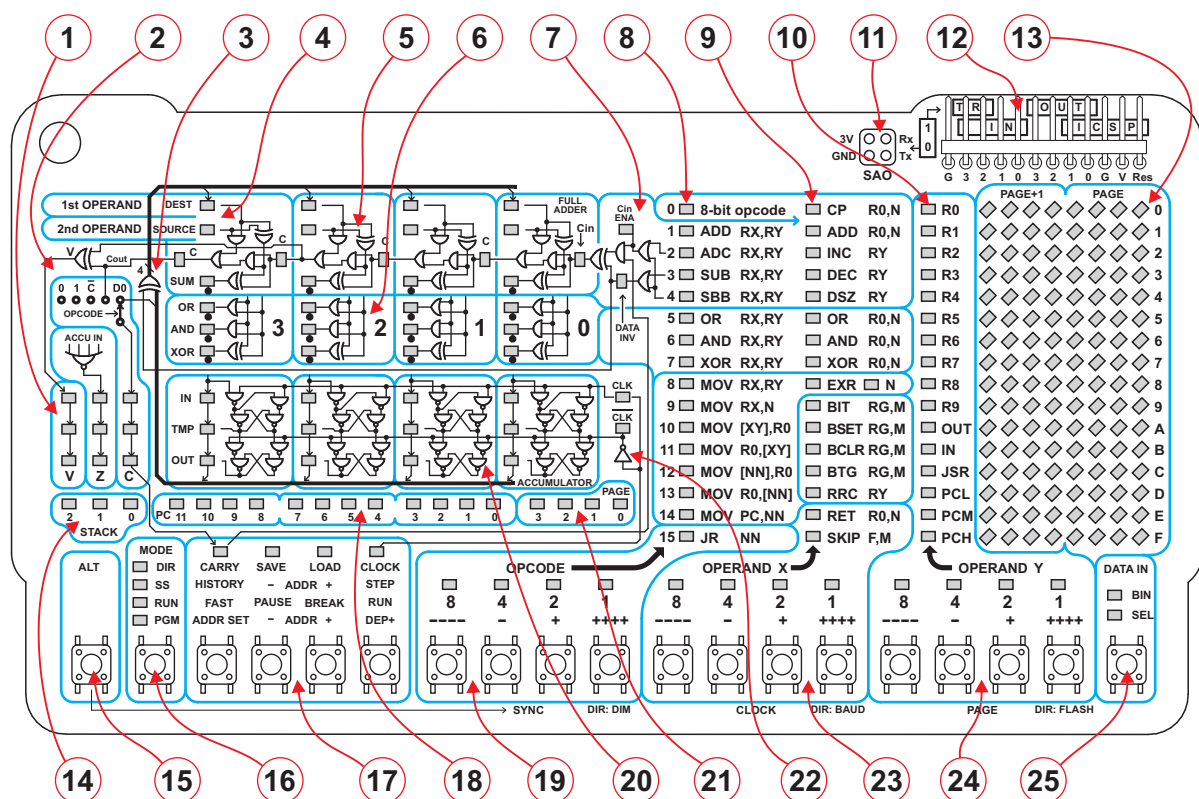 1 2 3 4 5 6 7 8 9 10 11 12 13
TR OUT
IN ICSP
3V Rx 1
GND Tx 0
SAO
G 3 2 1 0 3 2 1 0 G V Res
PAGE+1 PAGE
1st OPERAND DEST FULL ADDER Cin ENA
2nd OPERAND SOURCE
V Cout C C C C Cin
SUM
4
0 1 C D0
OPCODE
OR
AND
XOR
3 2 1 0
DATA INV
ACCU IN
IN
TMP
OUT
CLK
CLK
ACCUMULATOR
V Z C
0 8-bit opcode CP R0,N R0 0
1 ADD RX,RY ADD R0,N R1 1
2 ADC RX,RY INC RY R2 2
3 SUB RX,RY DEC RY R3 3
4 SBB RX,RY DSZ RY R4 4
5 OR RX,RY OR R0,N R5 5
6 AND RX,RY AND R0,N R6 6
7 XOR RX,RY XOR R0,N R7 7
8 MOV RX,RY EXR N R8 8
9 MOV RX,N BIT RG,M R9 9
10 MOV [XY],R0 BSET RG,M OUT A
11 MOV R0,[XY] BCLR RG,M IN B
12 MOV [NN],R0 BTG RG,M JSR C
13 MOV R0,[NN] RRC RY PCL D
14 MOV PC,NN RET R0,N PCM E
15 JR NN SKIP F,M PCH F
2 1 0
STACK
PC 11 10 9 8 7 6 5 4 3 2 1 0
PAGE
3 2 1 0
OPCODE OPERAND X OPERAND Y
ALT
MODE
DIR
SS
RUN
PGM
CARRY SAVE LOAD CLOCK
HISTORY - ADDR + STEP
FAST PAUSE BREAK RUN
ADDR SET - ADDR + DEP+
8 4 2 1
---- - + ++++
8 4 2 1
---- - + ++++
8 4 2 1
---- - + ++++
DATA IN
BIN
SEL
SYNC DIR: DIM CLOCK DIR: BAUD PAGE DIR: FLASH
14 15 16 17 18 19 20 21 22 23 24 25